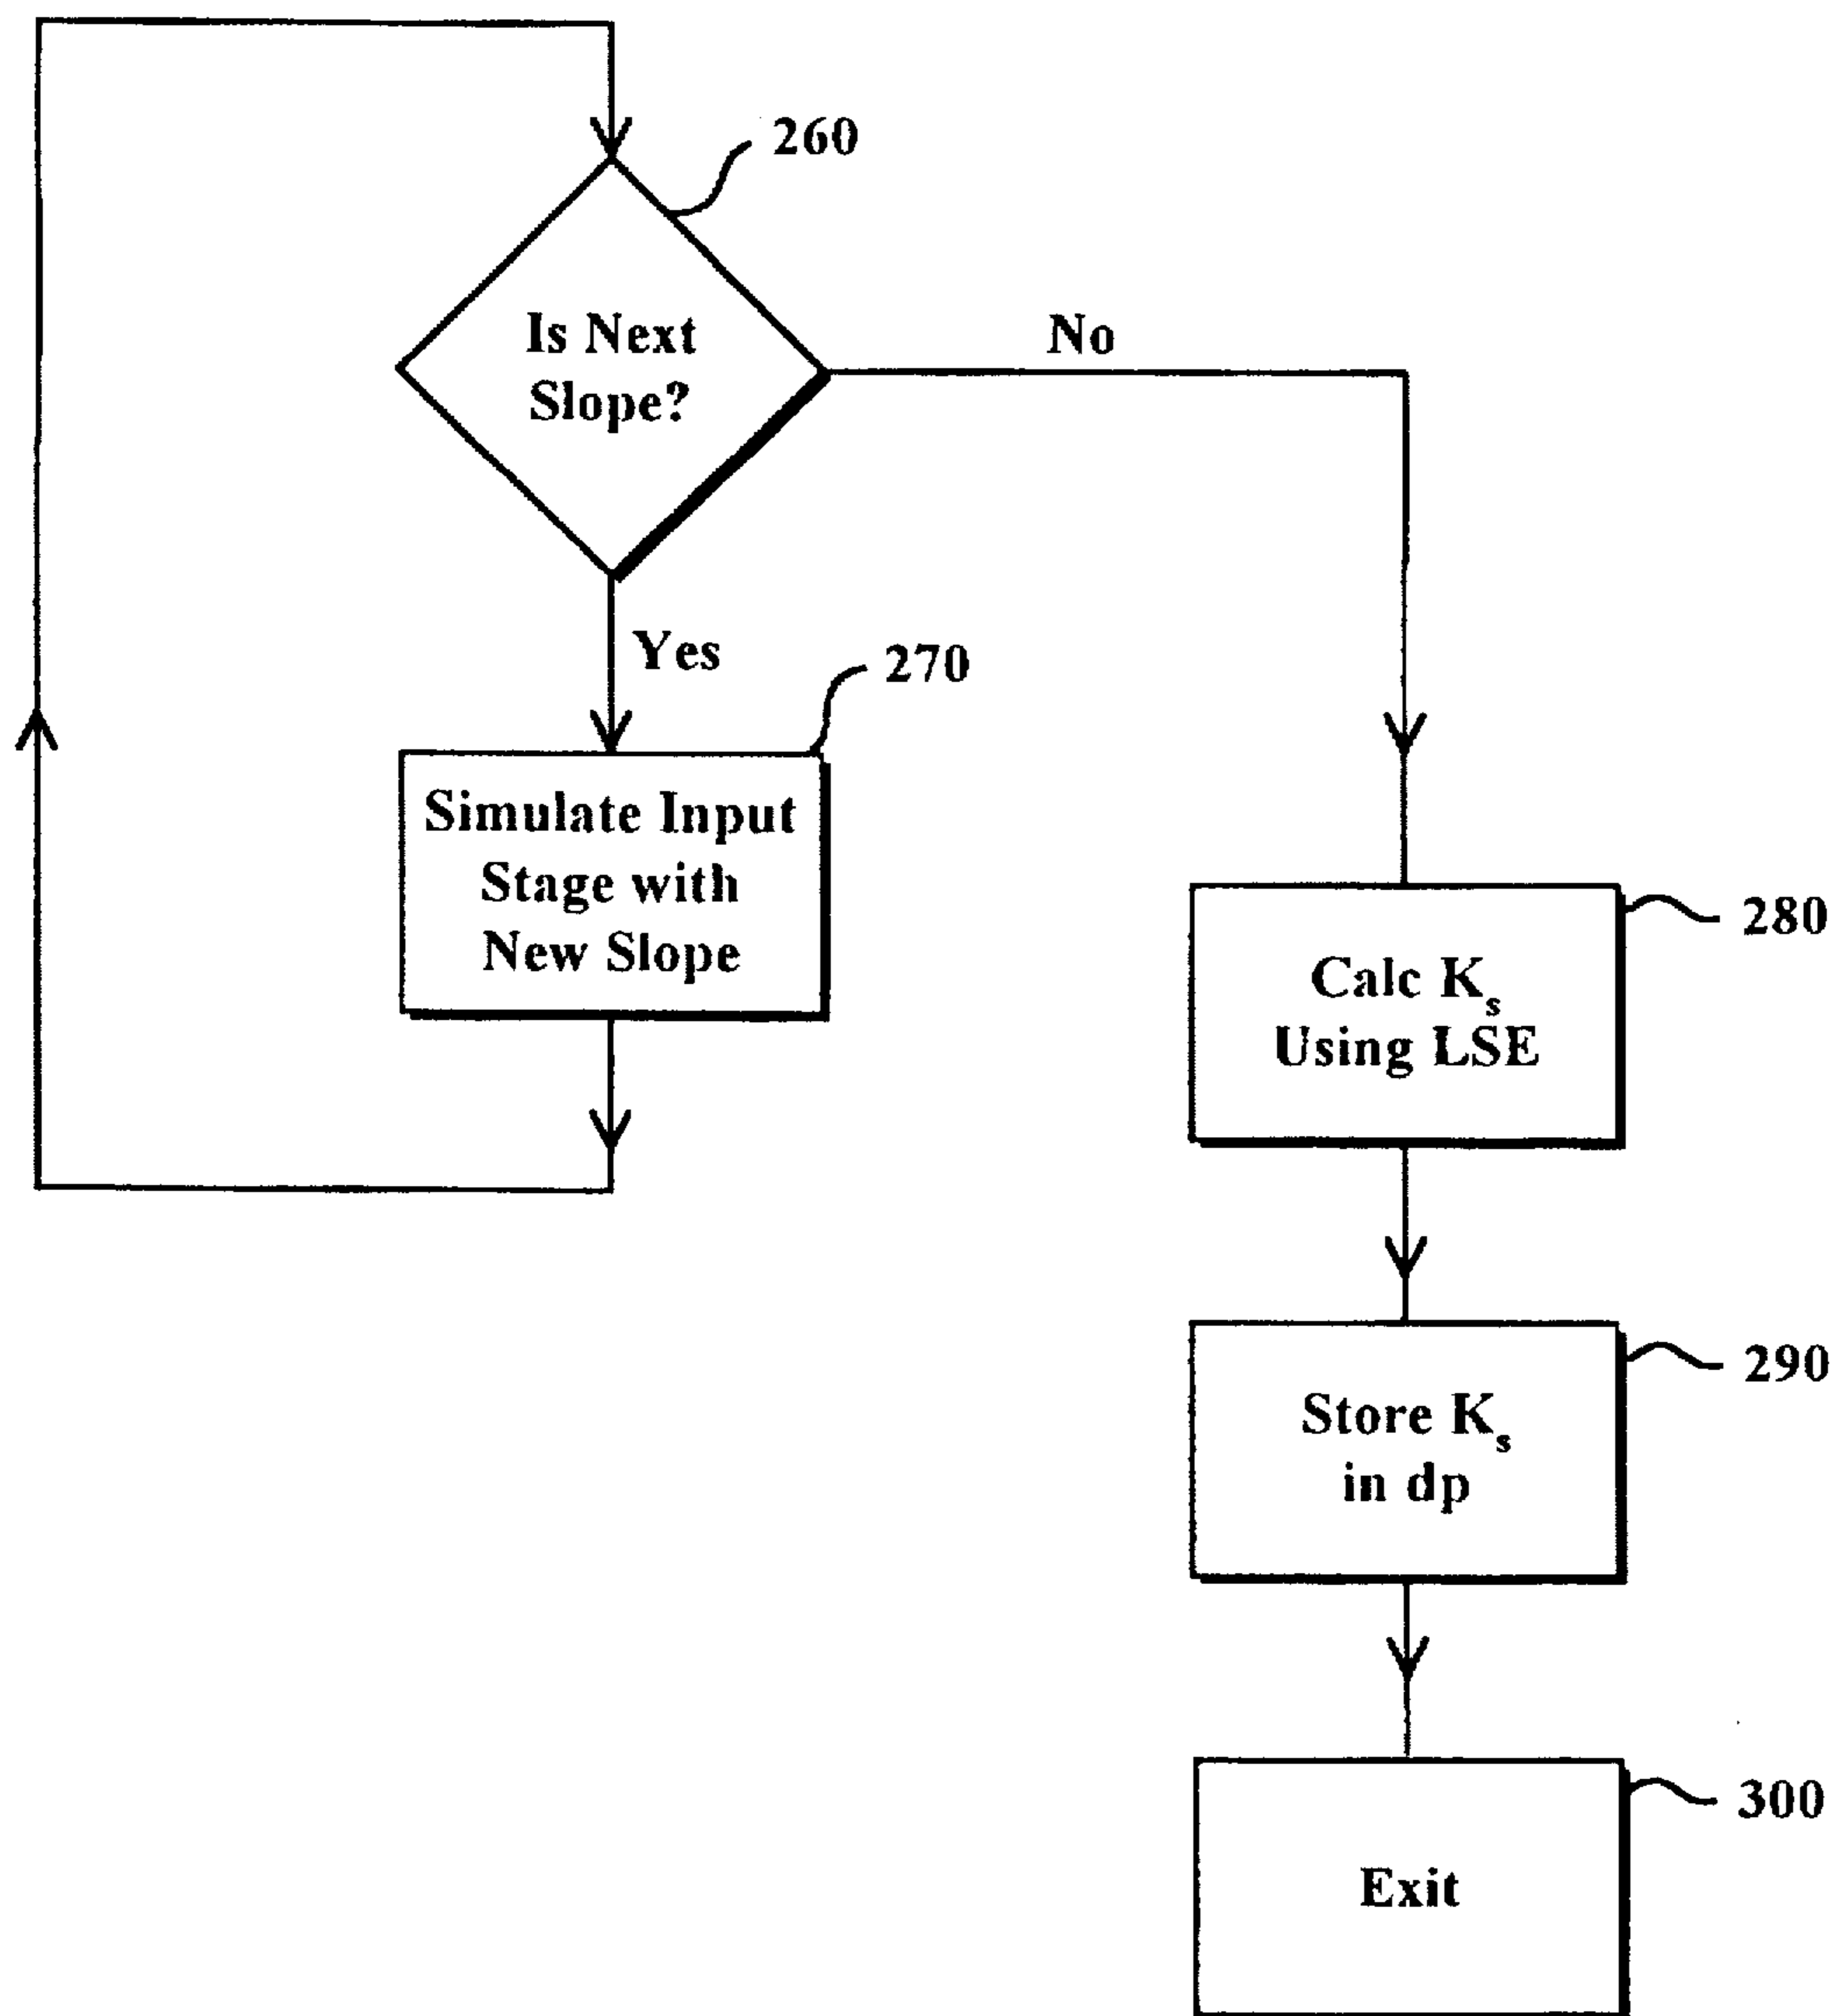 260
Is Next
Slope?
No
Yes
270
Simulate Input
Stage with
New Slope
280
Calc Ks
Using LSE
290
Store Ks
in dp
300
Exit